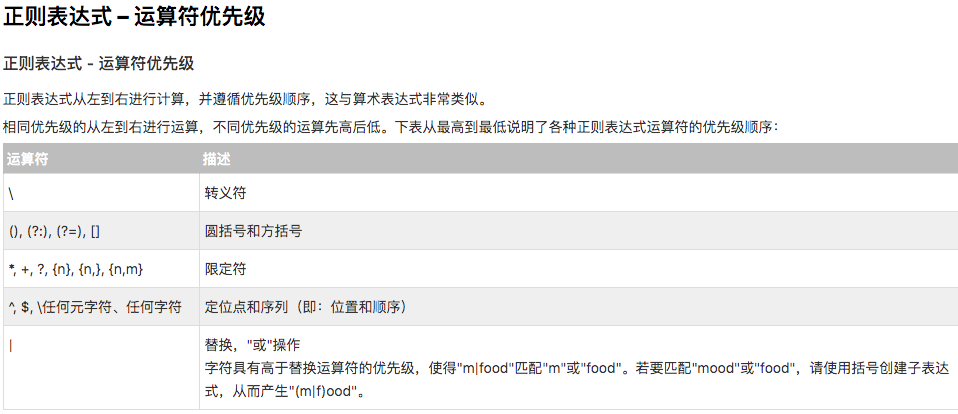 正则表达式 – 运算符优先级
正则表达式 - 运算符优先级
正则表达式从左到右进行计算，并遵循优先级顺序，这与算术表达式非常类似。
相同优先级的从左到右进行运算，不同优先级的运算先高后低。下表从最高到最低说明了各种正则表达式运算符的优先级顺序：
运算符 描述
\ 转义符
(), (?:), (?=), [] 圆括号和方括号
*, +, ?, {n}, {n,}, {n,m} 限定符
^, $, \任何元字符、任何字符 定位点和序列（即：位置和顺序）
| 替换，"或"操作
字符具有高于替换运算符的优先级，使得"m|food"匹配"m"或"food"。若要匹配"mood"或"food"，请使用括号创建子表达
式，从而产生"(m|f)ood"。